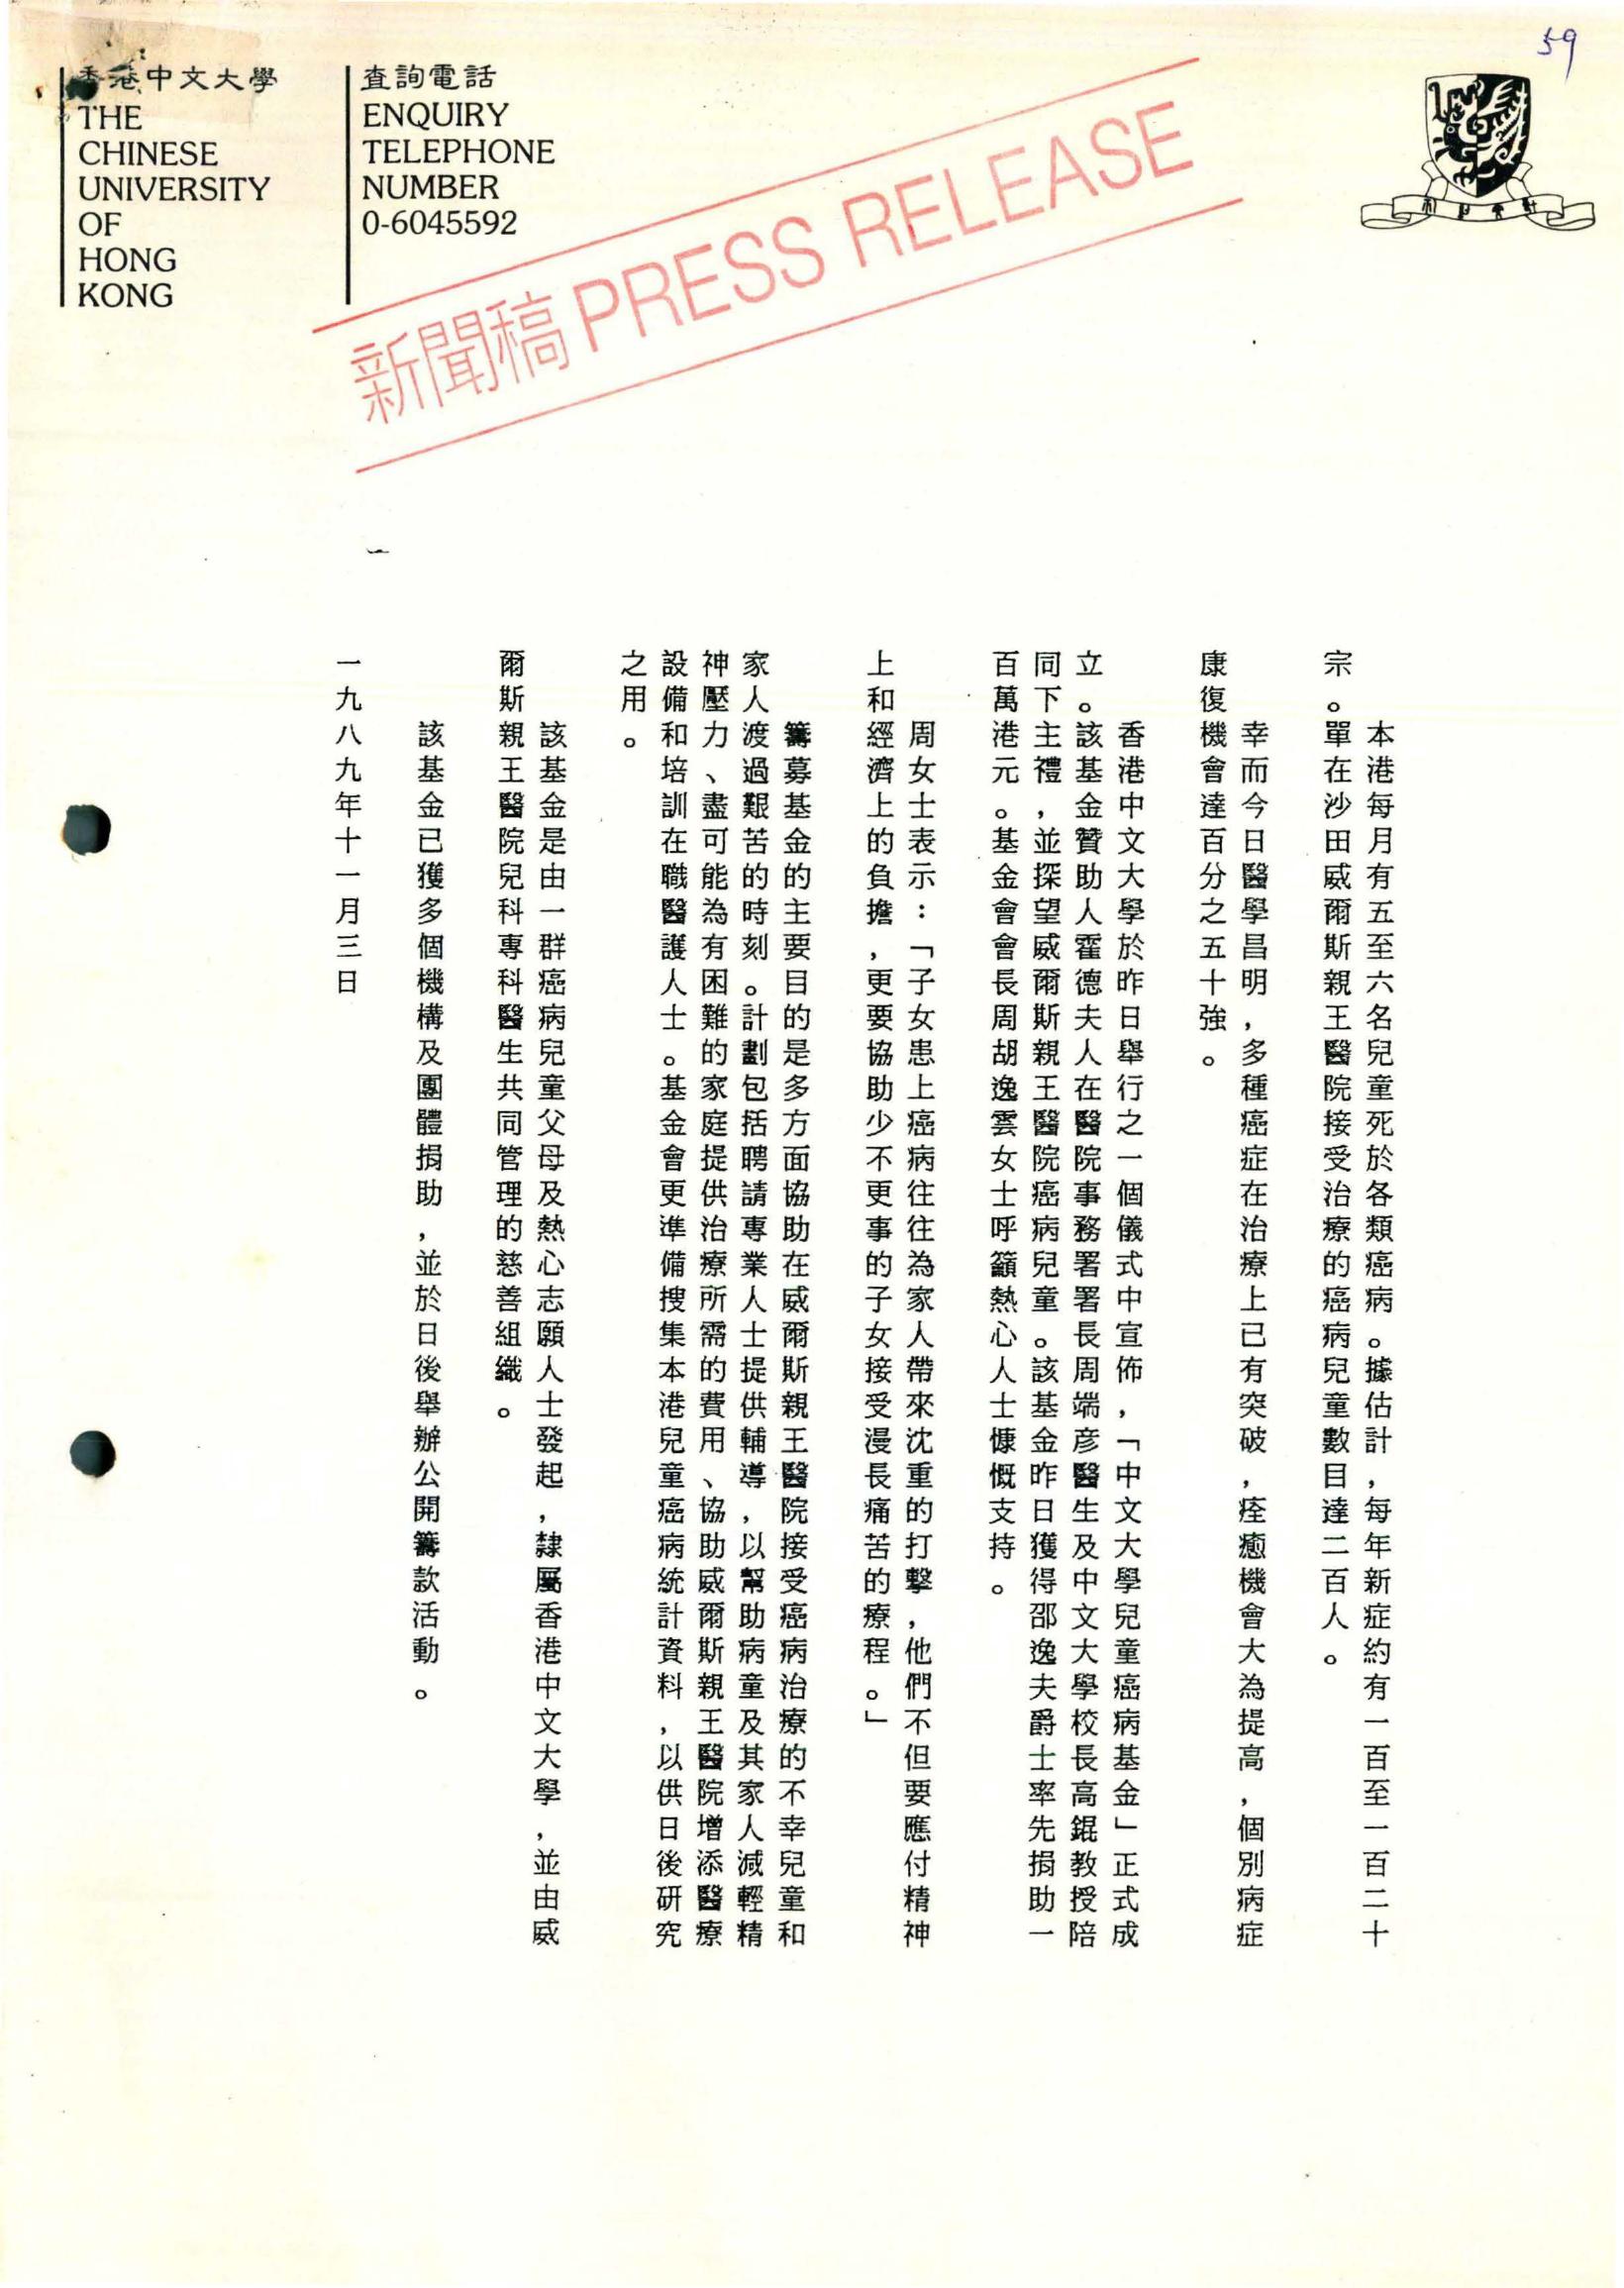 59
香港中文大學
THE
CHINESE
UNIVERSITY
OF
HONG
KONG
查詢電話
ENQUIRY
TELEPHONE
NUMBER
0-6045592
新聞稿 PRESS RELEASE
本港每月有五至六名兒童死於各類癌病。據估計，每年新症約有一百至一百二十
宗。單在沙田威爾斯親王醫院接受治療的癌病兒童數目達二百人。
幸而今日醫學昌明，多種癌症在治療上已有突破，痊癒機會大為提高，個別病症
康復機會達百分之五十強。
香港中文大學於昨日舉行之一個儀式中宣佈，「中文大學兒童癌病基金」正式成
立。該基金贊助人霍德夫人在醫院事務署署長周端彥醫生及中文大學校長高錕教授陪
同下主禮，並探望威爾斯親王醫院癌病兒童。該基金昨日獲得邵逸夫爵士率先捐助一
百萬港元。基金會會長周胡逸雲女士呼籲熱心人士慷慨支持。
周女士表示：「子女患上癌病往往為家人帶來沈重的打擊，他們不但要應付精神
上和經濟上的負擔，更要協助少不更事的子女接受漫長痛苦的療程。」
籌募基金的主要目的是多方面協助在威爾斯親王醫院接受癌病治療的不幸兒童和
家人渡過艱苦的時刻。計劃包括聘請專業人士提供輔導，以幫助病童及其家人減輕精
神壓力、盡可能為有困難的家庭提供治療所需的費用、協助威爾斯親王醫院增添醫療
設備和培訓在職醫護人士。基金會更準備搜集本港兒童癌病統計資料，以供日後研究
之用。
該基金是由一群癌病兒童父母及熱心志願人士發起，隸屬香港中文大學，並由威
爾斯親王醫院兒科專科醫生共同管理的慈善組織。
該基金已獲多個機構及團體捐助，並於日後舉辦公開籌款活動。
一九八九年十一月三日